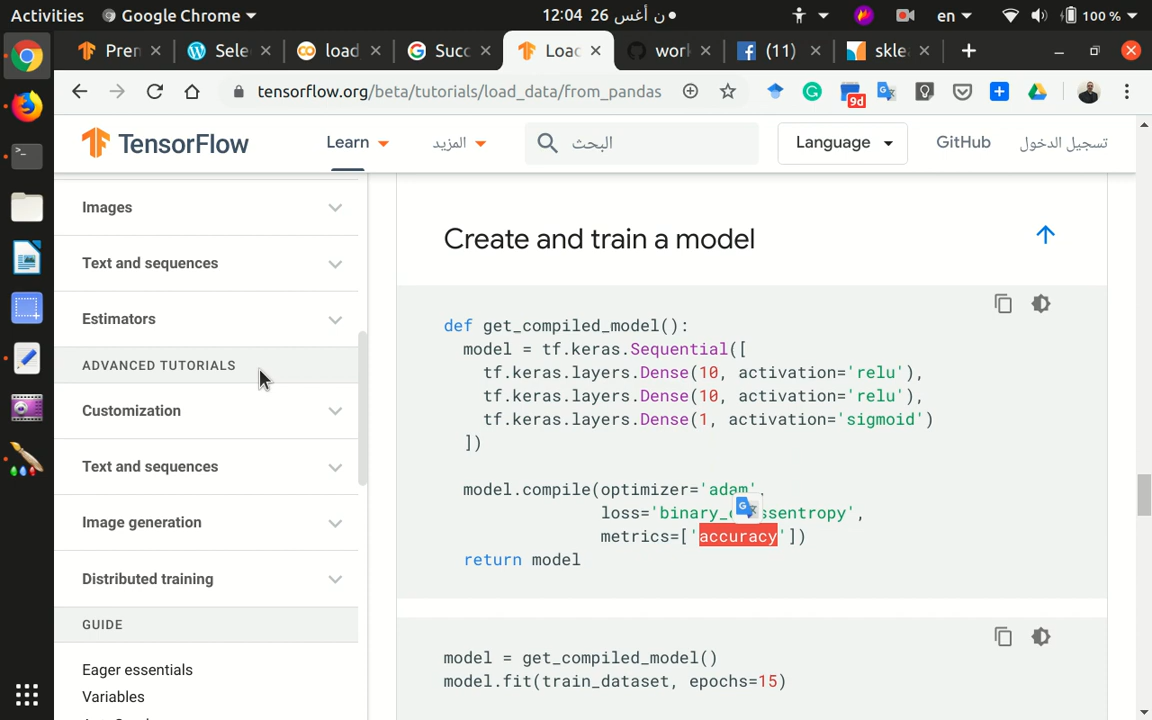 Activities Google Chrome 12:04 26 ن أغس en 100 %
Pren Sele load Succ Load work (11) skle
tensorflow.org/beta/tutorials/load_data/from_pandas 9d
TensorFlow Learn المزيد البحث Language GitHub تسجيل الدخول
Images
Text and sequences
Estimators
ADVANCED TUTORIALS
Customization
Text and sequences
Image generation
Distributed training
GUIDE
Eager essentials
Variables
Create and train a model
def get_compiled_model():
model = tf.keras.Sequential([
tf.keras.layers.Dense(10, activation='relu'),
tf.keras.layers.Dense(10, activation='relu'),
tf.keras.layers.Dense(1, activation='sigmoid')
])
model.compile(optimizer='adam',
loss='binary_crossentropy',
metrics=['accuracy'])
return model
model = get_compiled_model()
model.fit(train_dataset, epochs=15)